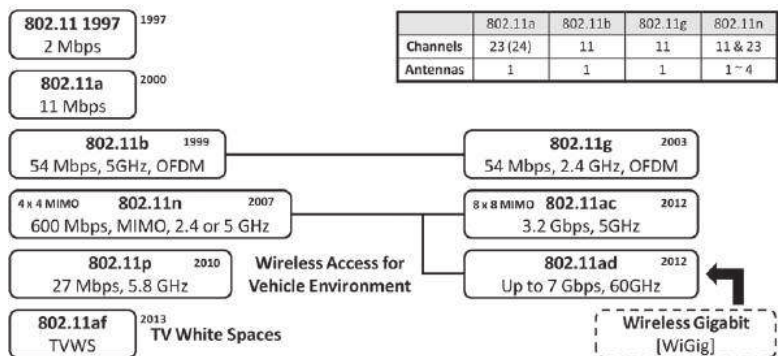 802.11 1997 1997
2 Mbps
802.11a 802.11b 802.11g 802.11n
Channels 23 (24) 11 11 11 & 23
Antennas 1 1 1 1 ~ 4
802.11a 2000
11 Mbps
802.11b 1999
54 Mbps, 5GHz, OFDM
802.11g 2003
54 Mbps, 2.4 GHz, OFDM
4 x 4 MIMO 802.11n 2007
600 Mbps, MIMO, 2.4 or 5 GHz
8 x 8 MIMO 802.11ac 2012
3.2 Gbps, 5GHz
802.11p 2010
27 Mbps, 5.8 GHz
Wireless Access for
Vehicle Environment
802.11ad 2012
Up to 7 Gbps, 60GHz
802.11af 2013
TVWS
TV White Spaces
Wireless Gigabit
[WiGig]